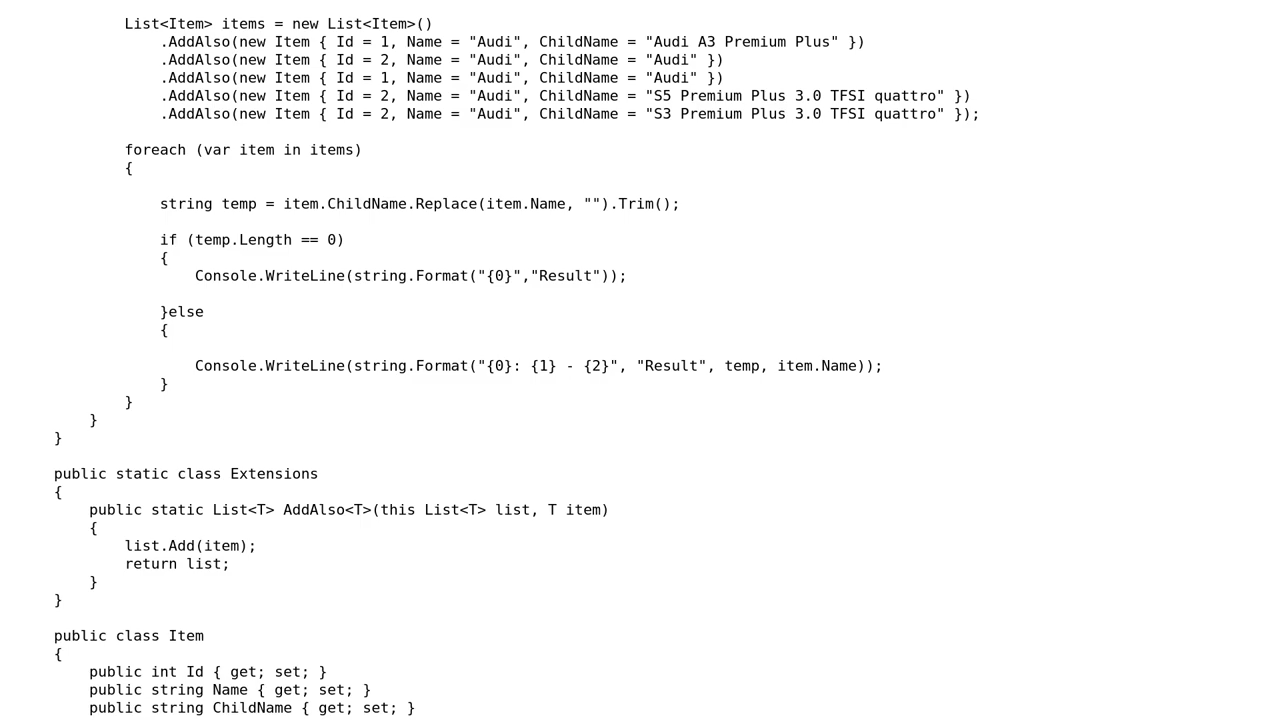 List<Item> items = new List<Item>()
.AddAlso(new Item { Id = 1, Name = "Audi", ChildName = "Audi A3 Premium Plus" })
.AddAlso(new Item { Id = 2, Name = "Audi", ChildName = "Audi" })
.AddAlso(new Item { Id = 1, Name = "Audi", ChildName = "Audi" })
.AddAlso(new Item { Id = 2, Name = "Audi", ChildName = "S5 Premium Plus 3.0 TFSI quattro" })
.AddAlso(new Item { Id = 2, Name = "Audi", ChildName = "S3 Premium Plus 3.0 TFSI quattro" });
foreach (var item in items)
{
string temp = item.ChildName.Replace(item.Name, "").Trim();
if (temp.Length == 0)
{
Console.WriteLine(string.Format("{0}","Result"));
}else
{
Console.WriteLine(string.Format("{0}: {1} - {2}", "Result", temp, item.Name));
}
}
}
}
public static class Extensions
{
public static List<T> AddAlso<T>(this List<T> list, T item)
{
list.Add(item);
return list;
}
}
public class Item
{
public int Id { get; set; }
public string Name { get; set; }
public string ChildName { get; set; }